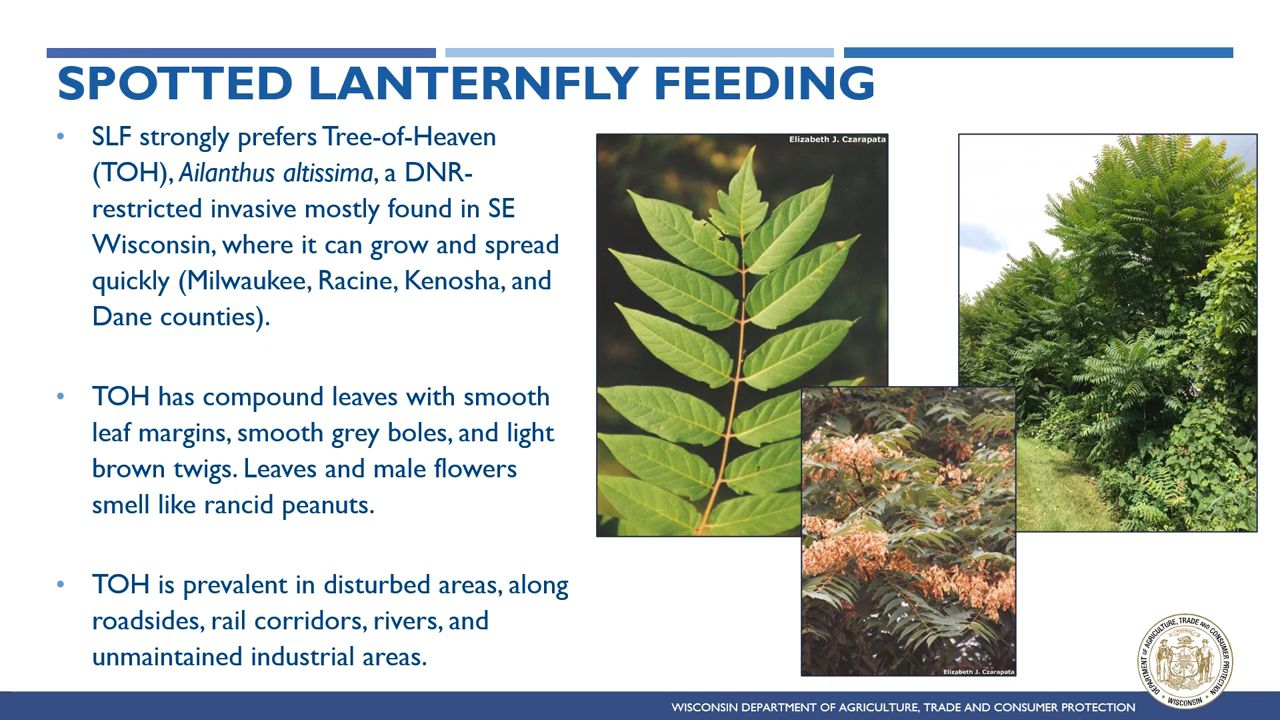 SPOTTED LANTERNFLY FEEDING
• SLF strongly prefers Tree-of-Heaven
(TOH), Ailanthus altissima, a DNR-
restricted invasive mostly found in SE
Wisconsin, where it can grow and spread
quickly (Milwaukee, Racine, Kenosha, and
Dane counties).
• TOH has compound leaves with smooth
leaf margins, smooth grey boles, and light
brown twigs. Leaves and male flowers
smell like rancid peanuts.
• TOH is prevalent in disturbed areas, along
roadsides, rail corridors, rivers, and
unmaintained industrial areas.
Elizabeth J. Czarapata
Elizabeth J. Czarapata
DEPARTMENT OF AGRICULTURE, TRADE AND CONSUMER PROTECTION
• WISCONSIN •
WISCONSIN DEPARTMENT OF AGRICULTURE, TRADE AND CONSUMER PROTECTION